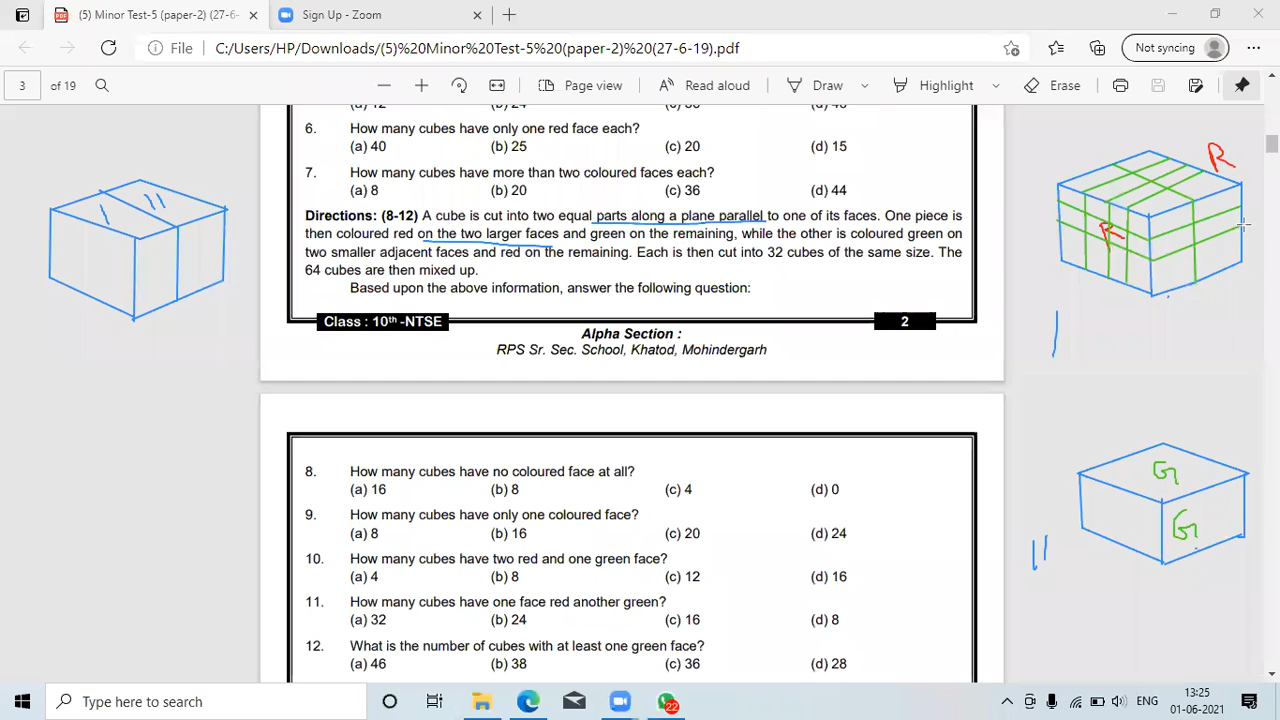 (5) Minor Test-5 (paper-2) (27-6-
Sign Up - Zoom
File
C:/Users/HP/Downloads/(5)%20Minor%20Test-5%20(paper-2)%20(27-6-19).pdf
Not syncing
3 of 19
Page view
Read aloud
Draw
Highlight
Erase
6. How many cubes have only one red face each?
(a) 40 (b) 25 (c) 20 (d) 15
7. How many cubes have more than two coloured faces each?
(a) 8 (b) 20 (c) 36 (d) 44
Directions: (8-12) A cube is cut into two equal parts along a plane parallel to one of its faces. One piece is
then coloured red on the two larger faces and green on the remaining, while the other is coloured green on
two smaller adjacent faces and red on the remaining. Each is then cut into 32 cubes of the same size. The
64 cubes are then mixed up.
Based upon the above information, answer the following question:
Class : 10th -NTSE
2
Alpha Section :
RPS Sr. Sec. School, Khatod, Mohindergarh
8. How many cubes have no coloured face at all?
(a) 16 (b) 8 (c) 4 (d) 0
9. How many cubes have only one coloured face?
(a) 8 (b) 16 (c) 20 (d) 24
10. How many cubes have two red and one green face?
(a) 4 (b) 8 (c) 12 (d) 16
11. How many cubes have one face red another green?
(a) 32 (b) 24 (c) 16 (d) 8
12. What is the number of cubes with at least one green face?
(a) 46 (b) 38 (c) 36 (d) 28
I
II
R
R
I
G
G
II
Type here to search
22
ENG
13:25
01-06-2021